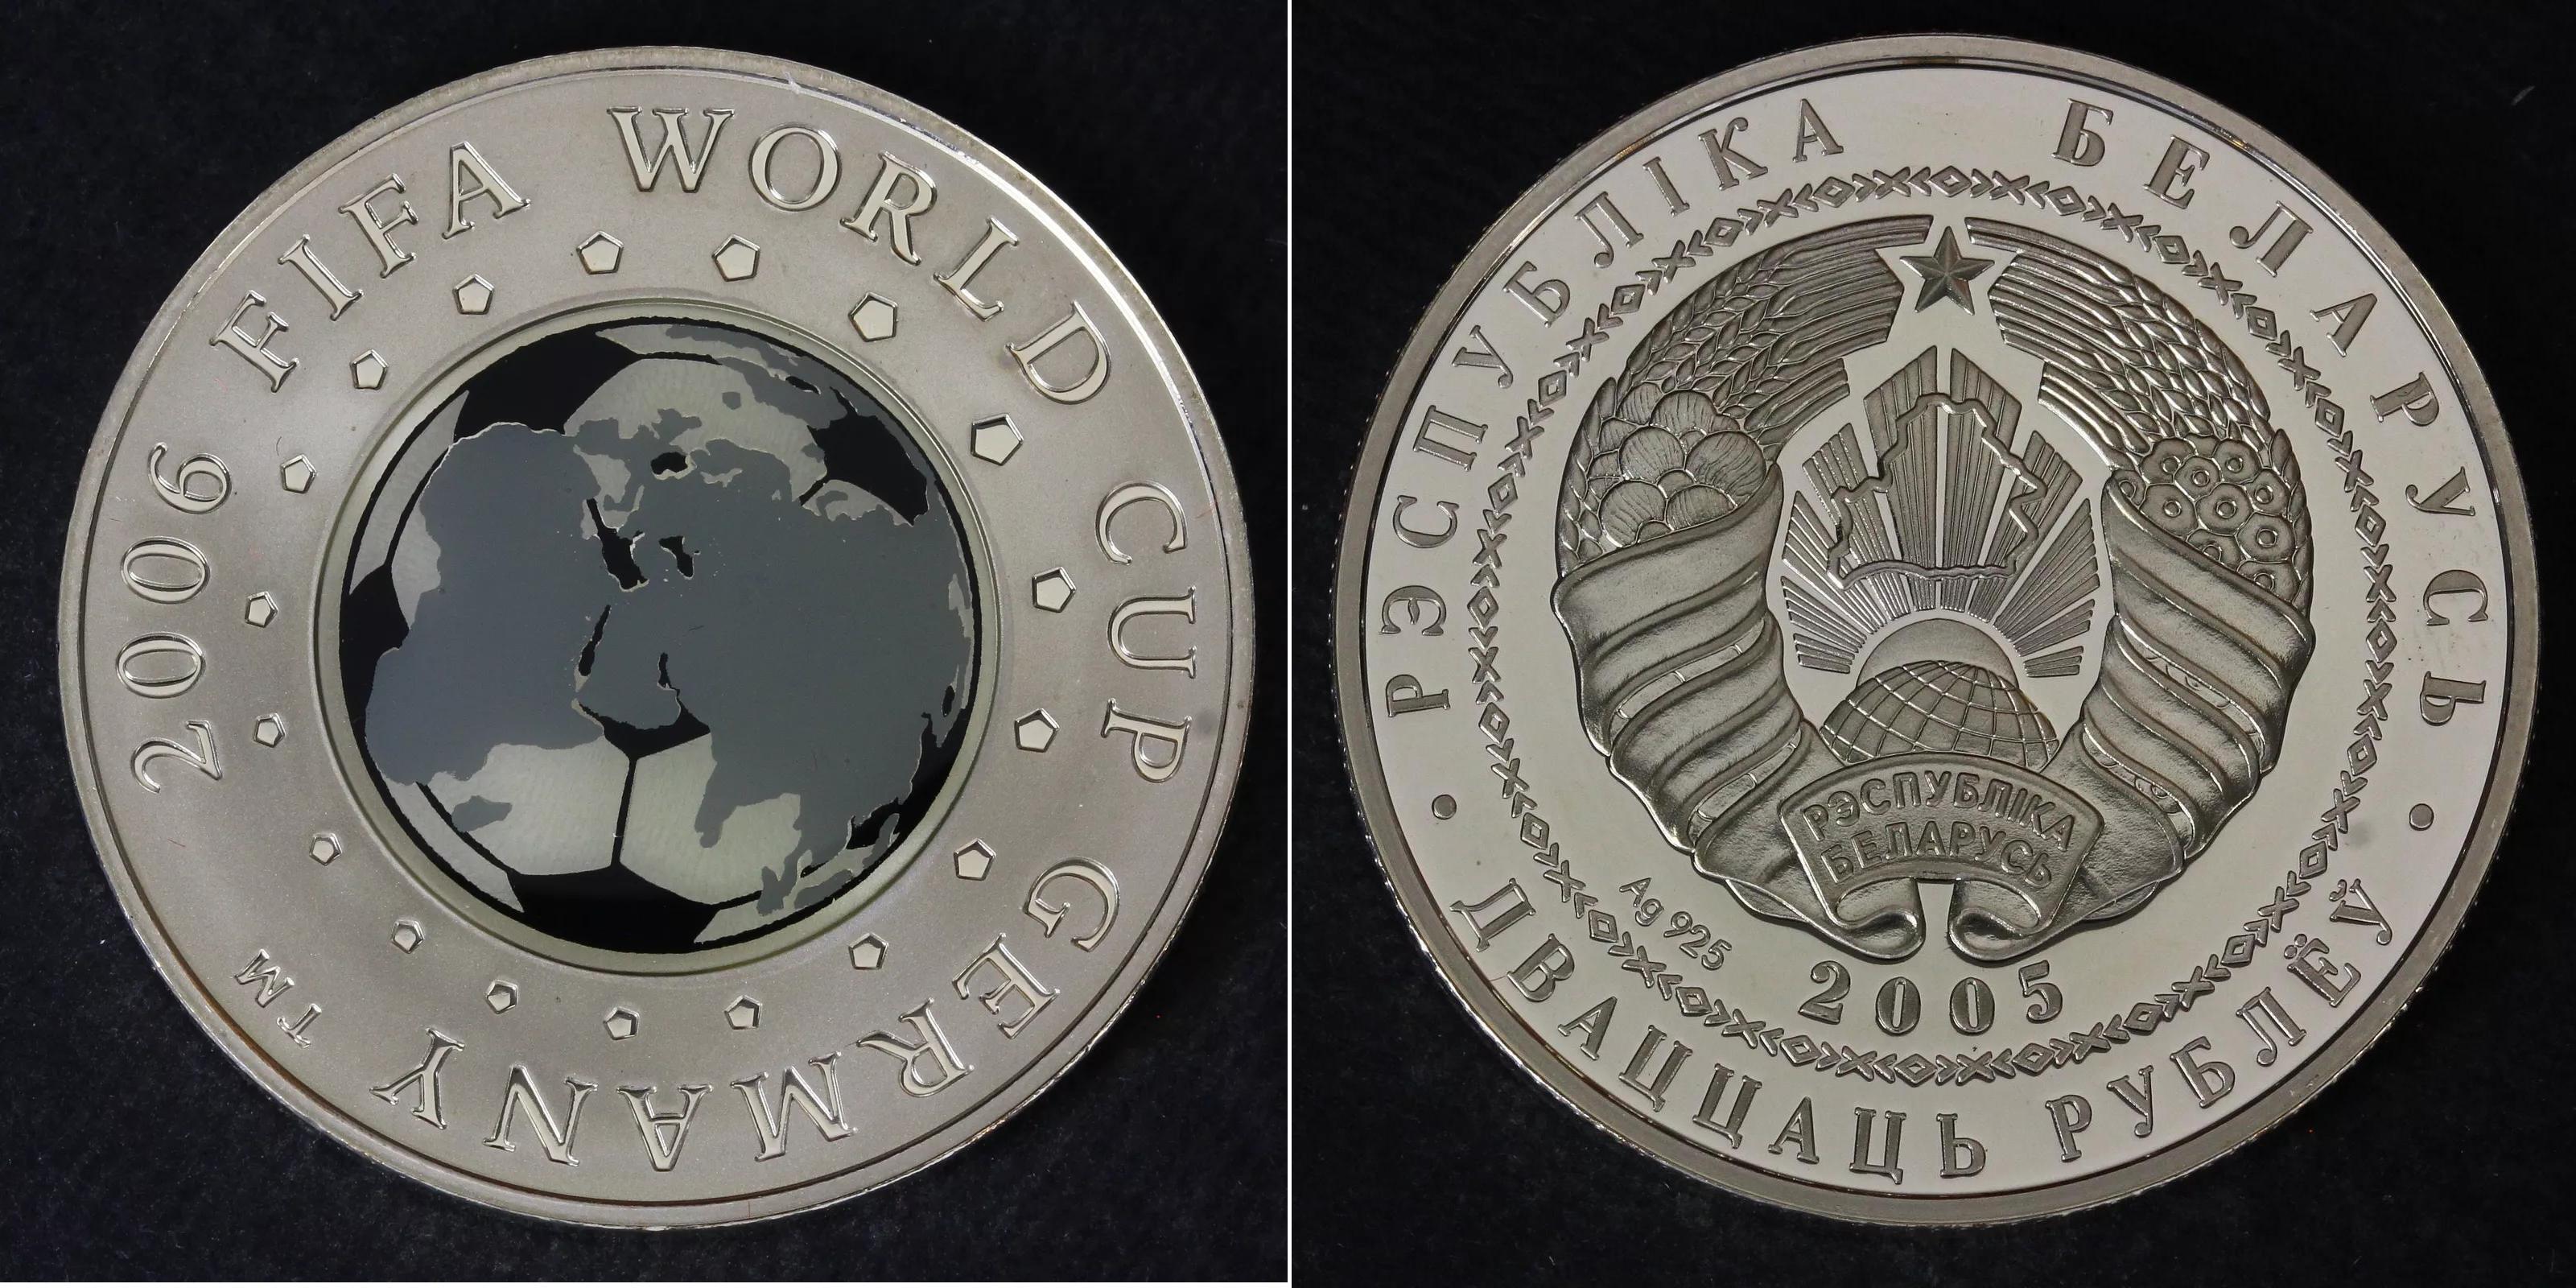 2006 FIFA WORLD CUP GERMANY TM
РЭСПУБЛІКА БЕЛАРУСЬ
РЭСПУБЛІКА
БЕЛАРУСЬ
Ag 925
2005
• ДВАЦЦАЦЬ РУБЛЁЎ •